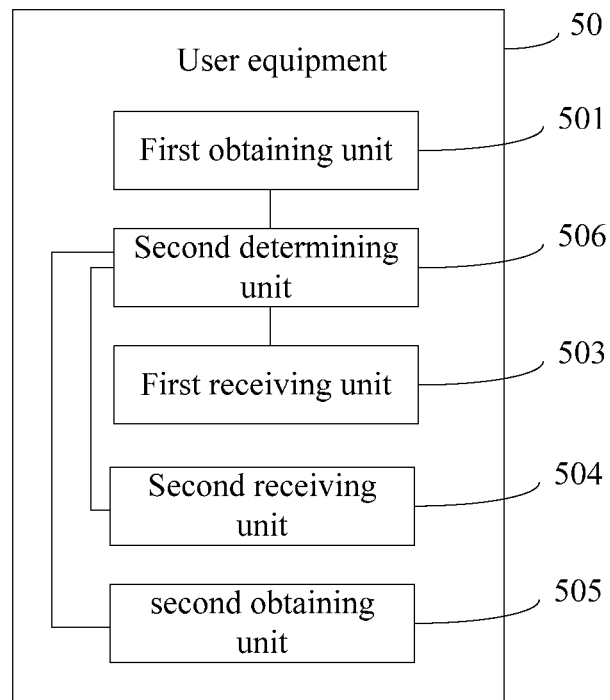 50
User equipment
501
First obtaining unit
506
Second determining
unit
503
First receiving unit
504
Second receiving
unit
505
second obtaining
unit